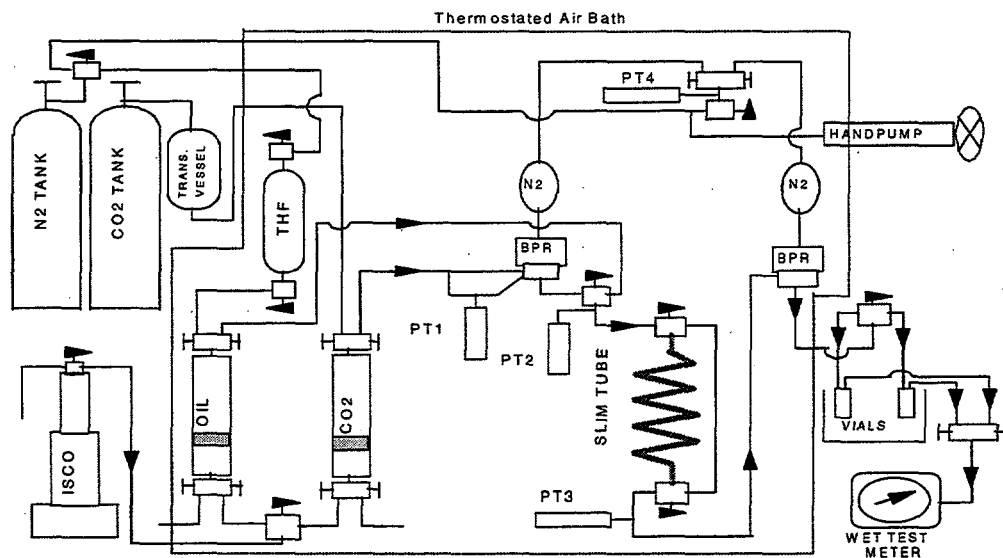 Thermostated Air Bath
PT4
HANDPUMP
N2 TANK
CO2 TANK
TRANS.
VESSEL
THF
N2
N2
BPR
BPR
PT1
PT2
SLIM TUBE
OIL
CO2
VIALS
ISCO
PT3
WET TEST
METER